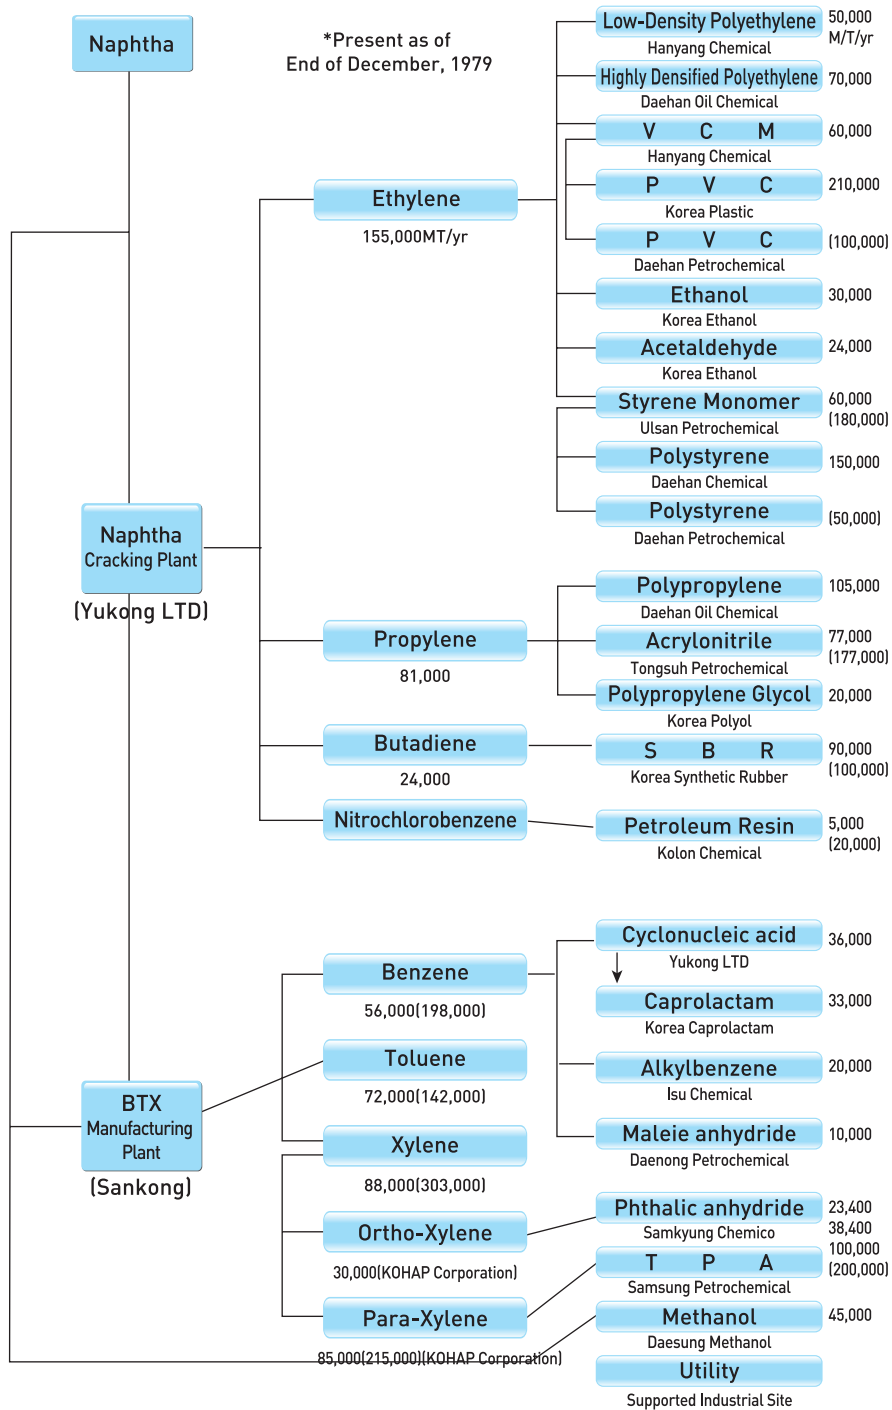 Naphtha
*Present as of
End of December, 1979
Low-Density Polyethylene
50,000
M/T/yr
Hanyang Chemical
Highly Densified Polyethylene
70,000
Daehan Oil Chemical
V C M
60,000
Hanyang Chemical
P V C
210,000
Korea Plastic
P V C
(100,000)
Daehan Petrochemical
Ethylene
155,000MT/yr
Ethanol
30,000
Korea Ethanol
Acetaldehyde
24,000
Korea Ethanol
Styrene Monomer
60,000
(180,000)
Ulsan Petrochemical
Polystyrene
150,000
Daehan Chemical
Polystyrene
(50,000)
Daehan Petrochemical
Naphtha
Cracking Plant
(Yukong LTD)
Polypropylene
105,000
Daehan Oil Chemical
Propylene
81,000
Acrylonitrile
77,000
(177,000)
Tongsuh Petrochemical
Polypropylene Glycol
20,000
Korea Polyol
Butadiene
24,000
S B R
90,000
(100,000)
Korea Synthetic Rubber
Nitrochlorobenzene
Petroleum Resin
5,000
(20,000)
Kolon Chemical
Cyclonucleic acid
36,000
Yukong LTD
Benzene
56,000(198,000)
Caprolactam
33,000
Korea Caprolactam
Toluene
72,000(142,000)
Alkylbenzene
20,000
Isu Chemical
BTX
Manufacturing
Plant
(Sankong)
Xylene
88,000(303,000)
Maleie anhydride
10,000
Daenong Petrochemical
Ortho-Xylene
30,000(KOHAP Corporation)
Phthalic anhydride
23,400
38,400
Samkyung Chemico
T P A
100,000
(200,000)
Samsung Petrochemical
Para-Xylene
85,000(215,000)(KOHAP Corporation)
Methanol
45,000
Daesung Methanol
Utility
Supported Industrial Site